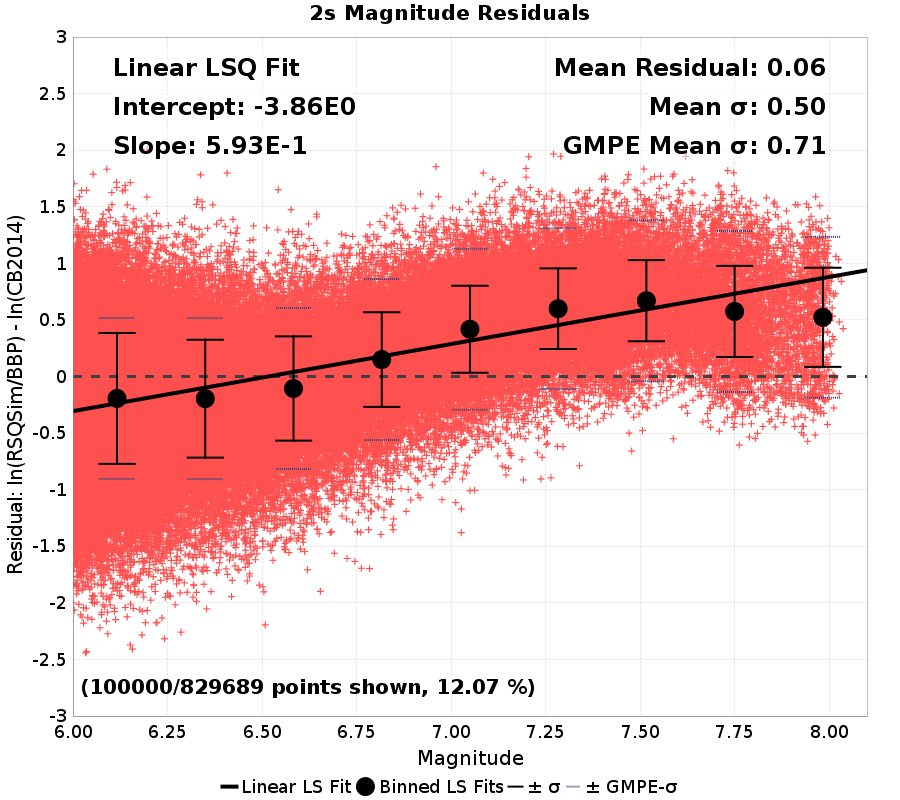 2s Magnitude Residuals
Linear LSQ Fit
Intercept: -3.86E0
Slope: 5.93E-1
Mean Residual: 0.06
Mean σ: 0.50
GMPE Mean σ: 0.71
Residual: ln(RSQSim/BBP) - ln(CB2014)
3
2.5
2
1.5
1
0.5
0
-0.5
-1
-1.5
-2
-2.5
-3
(100000/829689 points shown, 12.07 %)
6.00 6.25 6.50 6.75 7.00 7.25 7.50 7.75 8.00
Magnitude
Linear LS Fit Binned LS Fits ± σ ± GMPE-σ